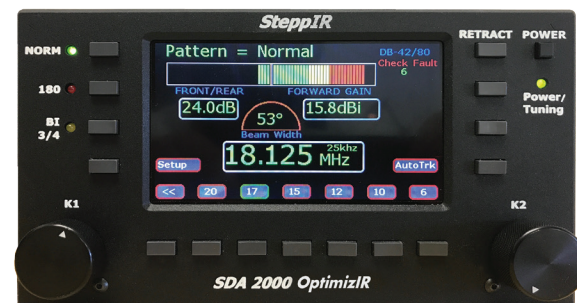 SteppIR
NORM
180
BI
3/4
K1
Pattern = Normal
DB-42/80
Check Fault
6
FRONT/REAR
FORWARD GAIN
24.0dB
53°
15.8dBi
Beam Width
18.125 MHz
25khz
Setup
AutoTrk
<<
20
17
15
12
10
6
RETRACT
POWER
Power/
Tuning
K2
SDA 2000 OptimizIR